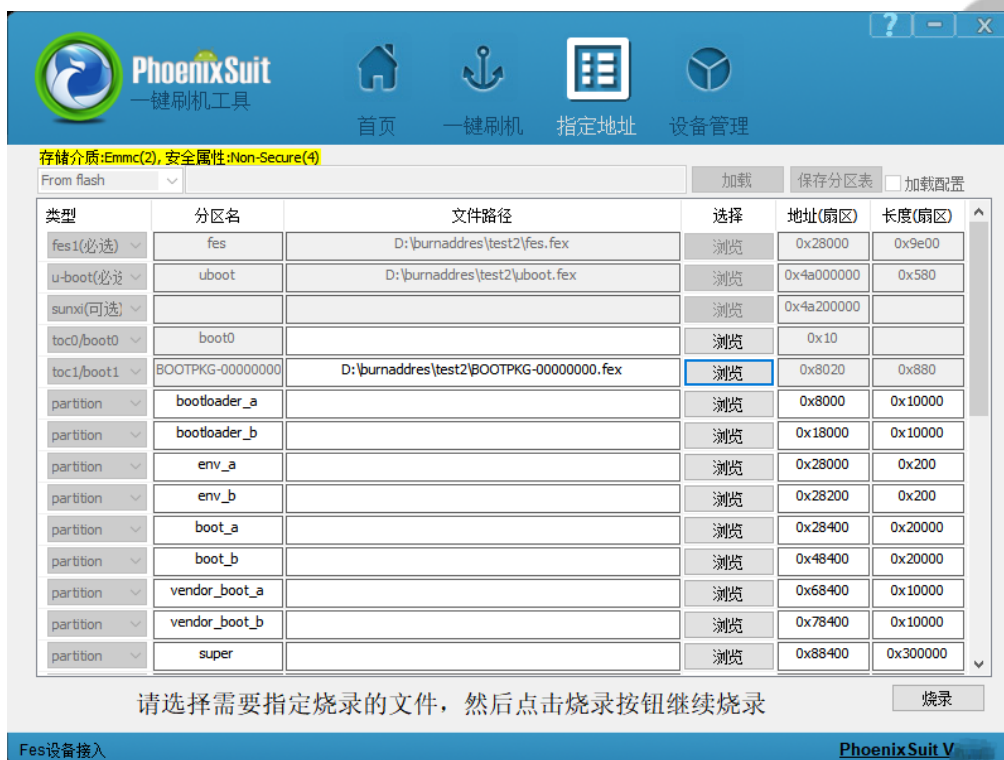 ? — X
PhoenixSuit
一键刷机工具
首页 一键刷机 指定地址 设备管理
存储介质:Emmc(2), 安全属性:Non-Secure(4)
From flash 加载 保存分区表 加载配置
类型 分区名 文件路径 选择 地址(扇区) 长度(扇区)
fes1(必选) fes D:\burnaddres\test2\fes.fex 浏览 0x28000 0x9e00
u-boot(必选 uboot D:\burnaddres\test2\uboot.fex 浏览 0x4a000000 0x580
sunxi(可选) 浏览 0x4a200000
toc0/boot0 boot0 浏览 0x10
toc1/boot1 BOOTPKG-00000000 D:\burnaddres\test2\BOOTPKG-00000000.fex 浏览 0x8020 0x880
partition bootloader_a 浏览 0x8000 0x10000
partition bootloader_b 浏览 0x18000 0x10000
partition env_a 浏览 0x28000 0x200
partition env_b 浏览 0x28200 0x200
partition boot_a 浏览 0x28400 0x20000
partition boot_b 浏览 0x48400 0x20000
partition vendor_boot_a 浏览 0x68400 0x10000
partition vendor_boot_b 浏览 0x78400 0x10000
partition super 浏览 0x88400 0x300000
请选择需要指定烧录的文件，然后点击烧录按钮继续烧录
烧录
Fes设备接入 PhoenixSuit V